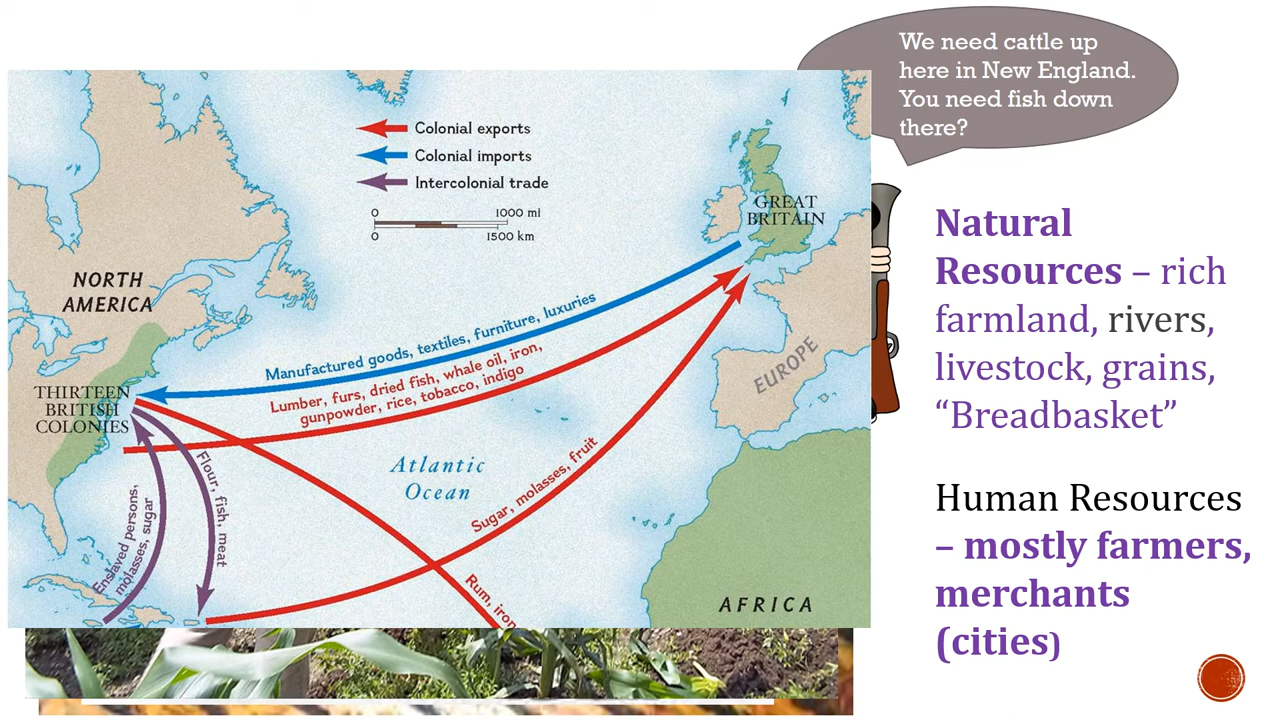 We need cattle up
here in New England.
You need fish down
there?
Colonial exports
Colonial imports
Intercolonial trade
0 1000 mi
0 1500 km
GREAT
BRITAIN
NORTH
AMERICA
Manufactured goods, textiles, furniture, luxuries
Lumber, furs, dried fish, whale oil, iron,
gunpowder, rice, tobacco, indigo
EUROPE
THIRTEEN
BRITISH
COLONIES
Atlantic
Ocean
Flour, fish, meat
Sugar, molasses, fruit
Enslaved persons,
molasses, sugar
Rum, iron
AFRICA
Natural
Resources – rich
farmland, rivers,
livestock, grains,
“Breadbasket”
Human Resources
– mostly farmers,
merchants
(cities)